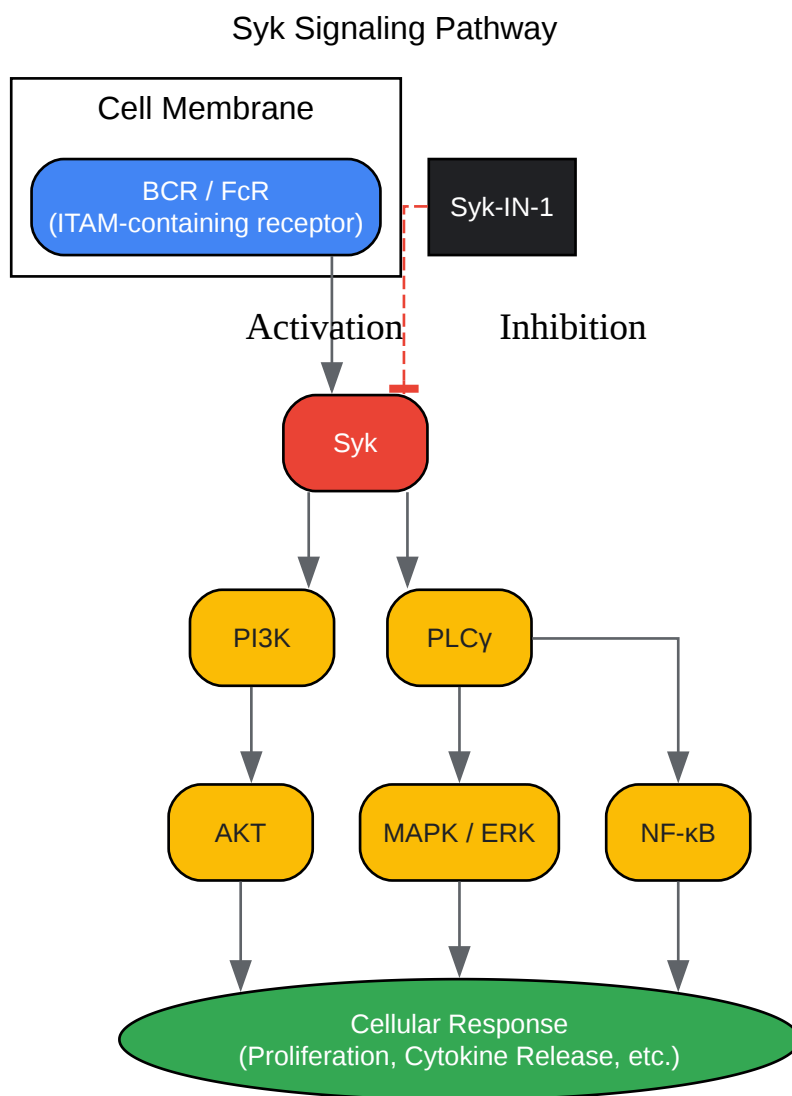 Syk Signaling Pathway
Cell Membrane
BCR / FcR
(ITAM-containing receptor)
Syk-IN-1
Activation
Inhibition
Syk
PI3K
PLCγ
AKT
MAPK / ERK
NF-κB
Cellular Response
(Proliferation, Cytokine Release, etc.)